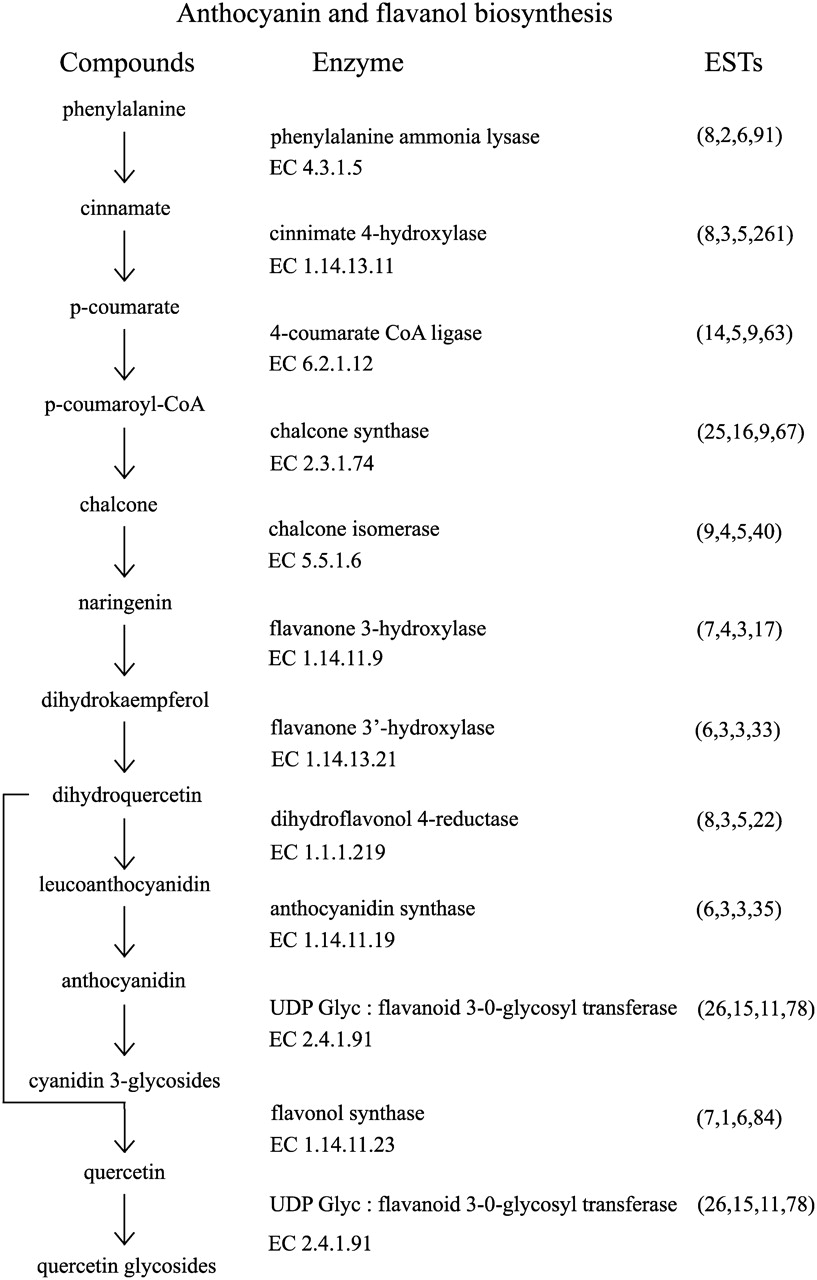 Anthocyanin and flavanol biosynthesis
Compounds Enzyme ESTs
phenylalanine
phenylalanine ammonia lysase (8,2,6,91)
EC 4.3.1.5
cinnamate
cinnimate 4-hydroxylase (8,3,5,261)
EC 1.14.13.11
p-coumarate
4-coumarate CoA ligase (14,5,9,63)
EC 6.2.1.12
p-coumaroyl-CoA
chalcone synthase (25,16,9,67)
EC 2.3.1.74
chalcone
chalcone isomerase (9,4,5,40)
EC 5.5.1.6
naringenin
flavanone 3-hydroxylase (7,4,3,17)
EC 1.14.11.9
dihydrokaempferol
flavanone 3’-hydroxylase (6,3,3,33)
EC 1.14.13.21
dihydroquercetin
dihydroflavonol 4-reductase (8,3,5,22)
EC 1.1.1.219
leucoanthocyanidin
anthocyanidin synthase (6,3,3,35)
EC 1.14.11.19
anthocyanidin
UDP Glyc : flavanoid 3-0-glycosyl transferase (26,15,11,78)
EC 2.4.1.91
cyanidin 3-glycosides
flavonol synthase (7,1,6,84)
EC 1.14.11.23
quercetin
UDP Glyc : flavanoid 3-0-glycosyl transferase (26,15,11,78)
EC 2.4.1.91
quercetin glycosides